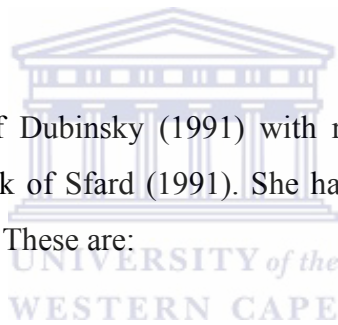 f Dubinsky (1991) with r
k of Sfard (1991). She ha
These are:
UNIVERSITY of the
WESTERN CAPE